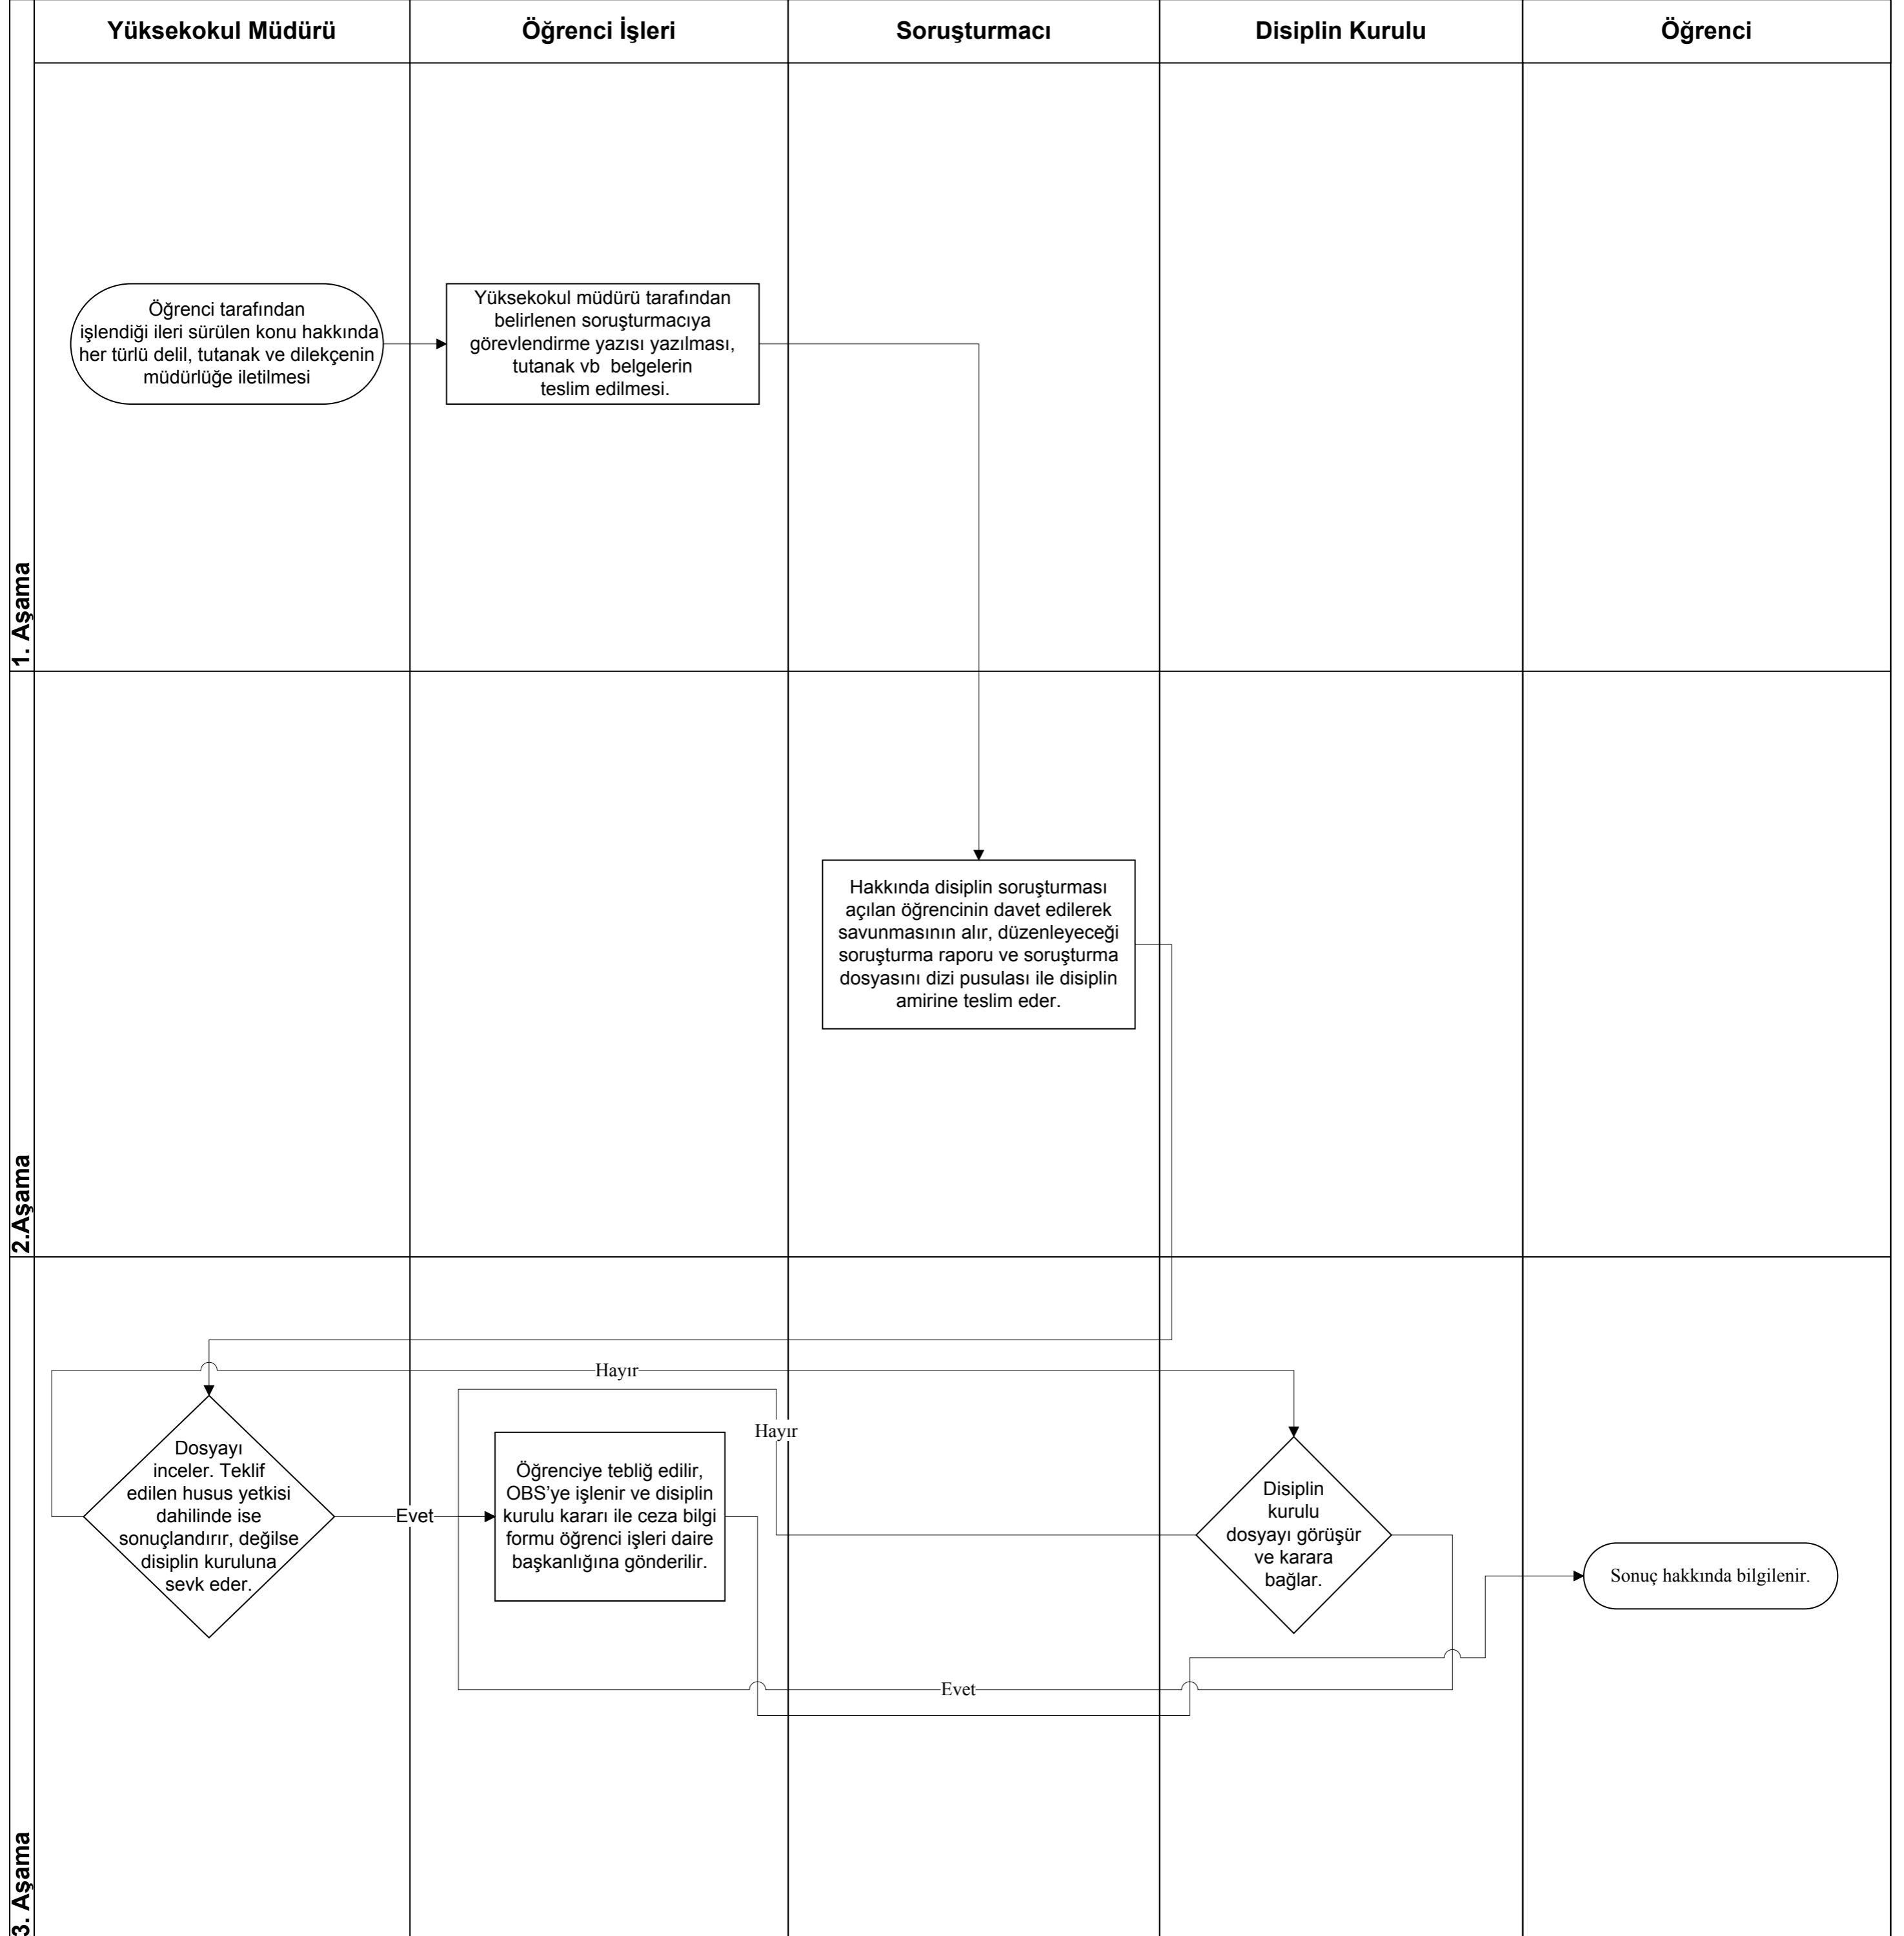 Yüksekokul Müdürü
Öğrenci İşleri
Soruşturmacı
Disiplin Kurulu
Öğrenci
1. Aşama
Öğrenci tarafından
işlendiği ileri sürülen konu hakkında
her türlü delil, tutanak ve dilekçenin
müdürlüğe iletilmesi
Yüksekokul müdürü tarafından
belirlenen soruşturmacıya
görevlendirme yazısı yazılması,
tutanak vb  belgelerin
teslim edilmesi.
2.Aşama
Hakkında disiplin soruşturması
açılan öğrencinin davet edilerek
savunmasının alır, düzenleyeceği
soruşturma raporu ve soruşturma
dosyasını dizi pusulası ile disiplin
amirine teslim eder.
3. Aşama
Hayır
Hayır
Dosyayı
inceler. Teklif
edilen husus yetkisi
dahilinde ise
sonuçlandırır, değilse
disiplin kuruluna
sevk eder.
Evet
Öğrenciye tebliğ edilir,
OBS’ye işlenir ve disiplin
kurulu kararı ile ceza bilgi
formu öğrenci işleri daire
başkanlığına gönderilir.
Disiplin
kurulu
dosyayı görüşür
ve karara
bağlar.
Sonuç hakkında bilgilenir.
Evet